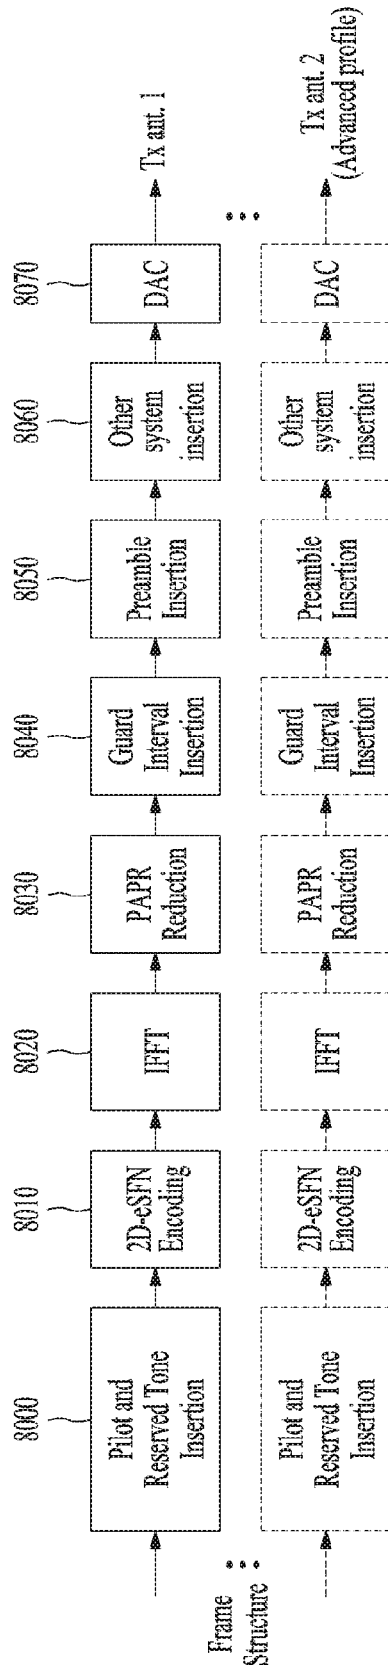 8000
8010
8020
8030
8040
8050
8060
8070
Frame
Structure
Pilot and
Reserved Tone
Insertion
2D-eSFN
Encoding
IFFT
PAPR
Reduction
Guard
Interval
Insertion
Preamble
Insertion
Other
system
insertion
DAC
Tx ant. 1
Pilot and
Reserved Tone
Insertion
2D-eSFN
Encoding
IFFT
PAPR
Reduction
Guard
Interval
Insertion
Preamble
Insertion
Other
system
insertion
DAC
Tx ant. 2
(Advanced profile)